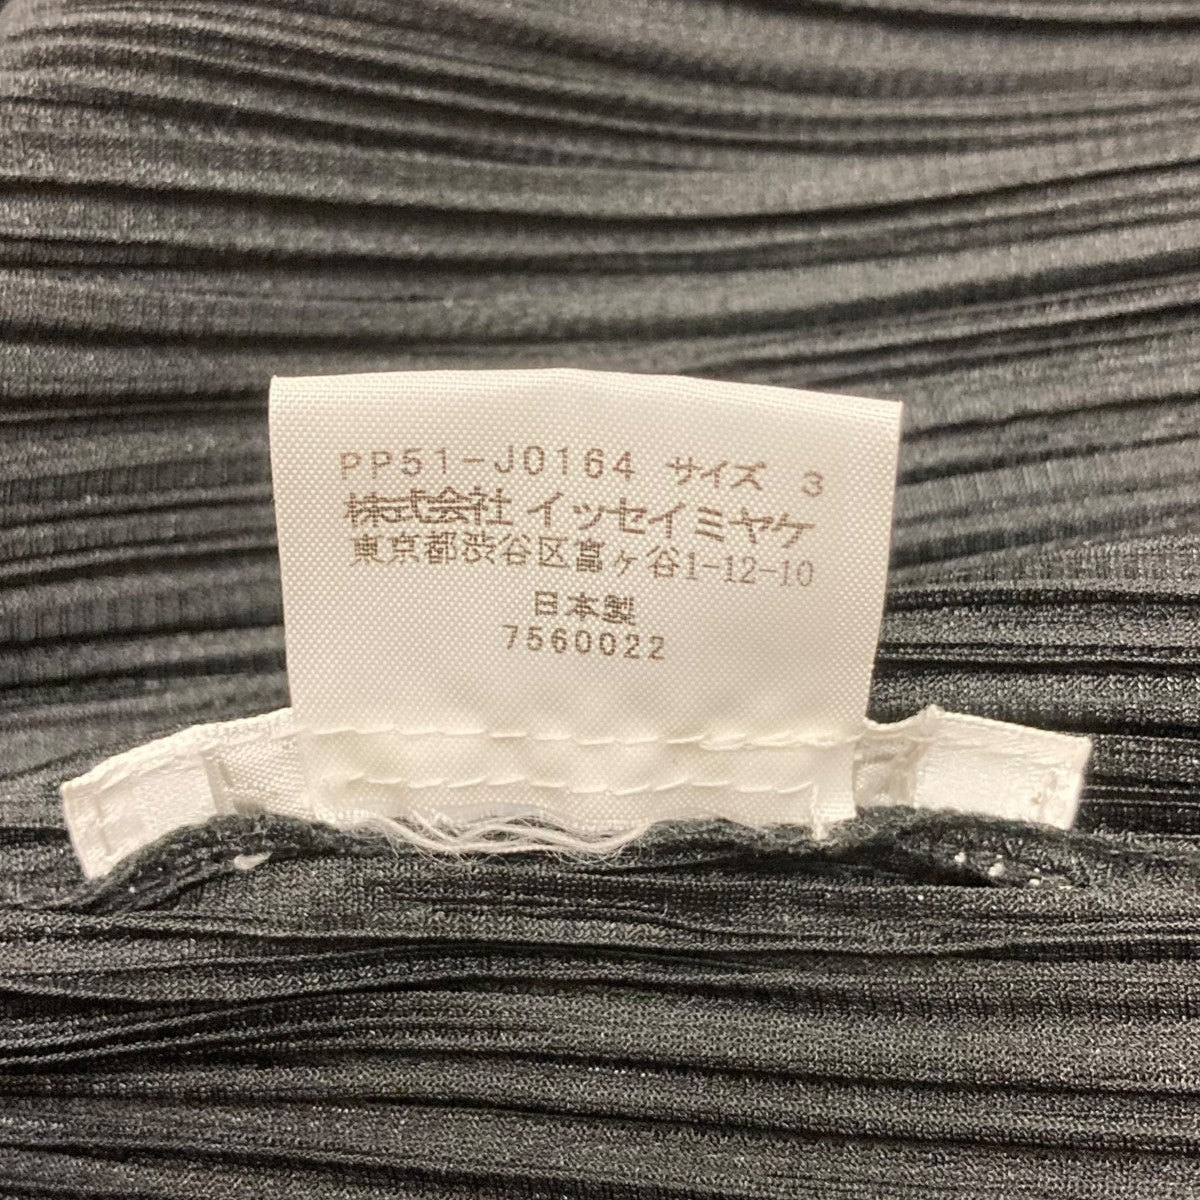 PP51-J0164 サイズ 3
株式会社イッセイミヤケ
東京都渋谷区富ヶ谷1-12-10
日本製
7560022